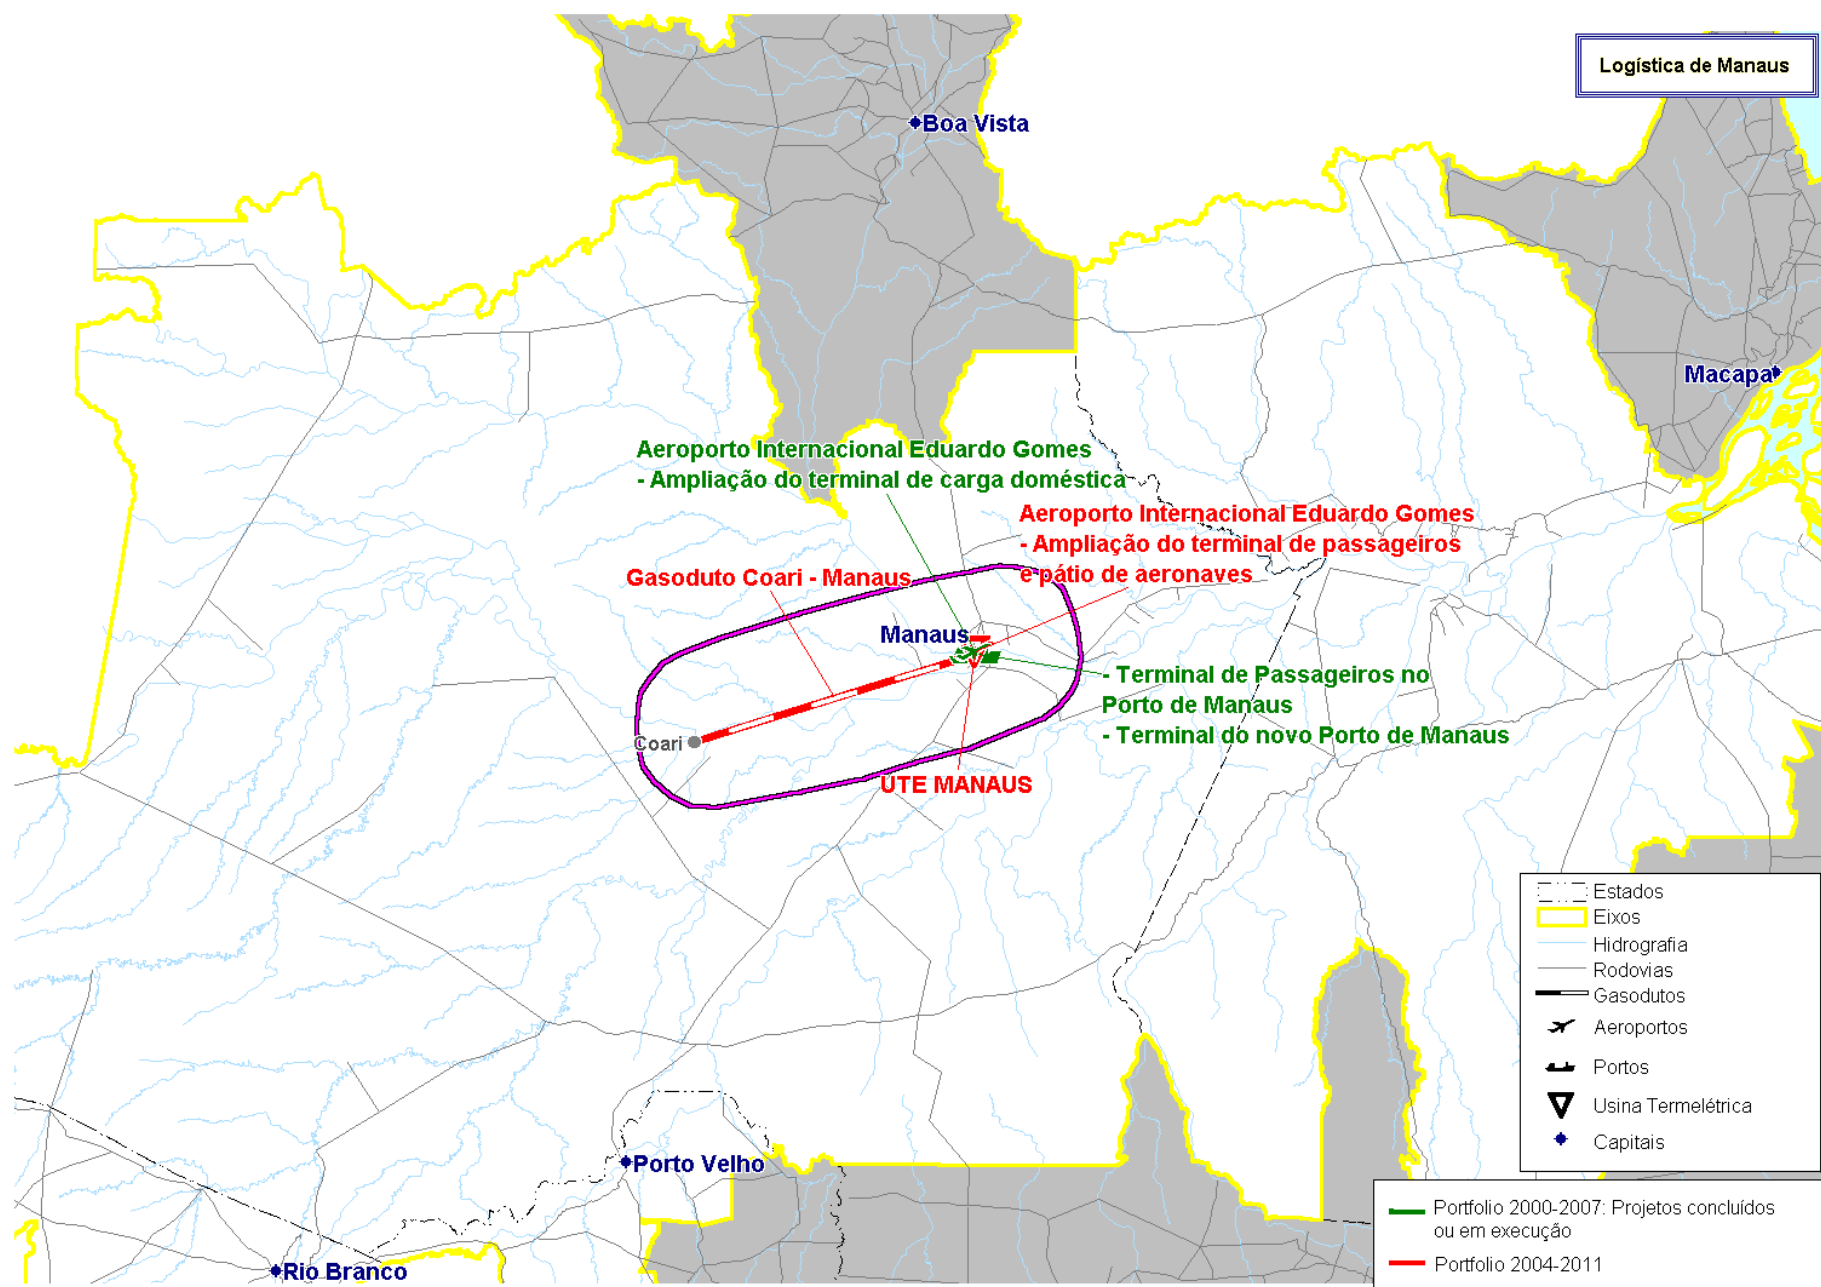 Logística de Manaus
Boa Vista
Macapa
Aeroporto Internacional Eduardo Gomes
- Ampliação do terminal de carga doméstica
Aeroporto Internacional Eduardo Gomes
- Ampliação do terminal de passageiros
e pátio de aeronaves
Gasoduto Coari - Manaus
Manaus
- Terminal de Passageiros no
Porto de Manaus
- Terminal do novo Porto de Manaus
Coari
UTE MANAUS
Porto Velho
Rio Branco
Estados
Eixos
Hidrografia
Rodovias
Gasodutos
Aeroportos
Portos
Usina Termelétrica
Capitais
Portfolio 2000-2007: Projetos concluídos
ou em execução
Portfolio 2004-2011